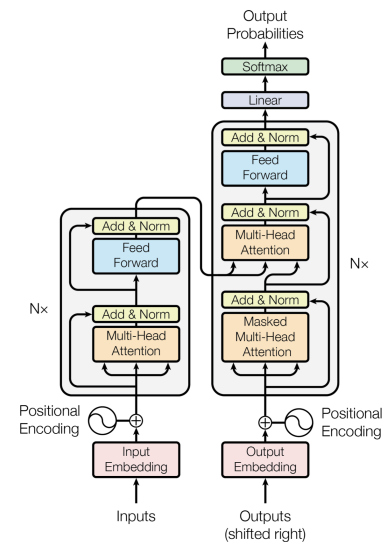 Output
Probabilities
Softmax
Linear
Add & Norm
Feed
Forward
Add & Norm
Multi-Head
Attention
Add & Norm
Masked
Multi-Head
Attention
N×
Add & Norm
Feed
Forward
Add & Norm
Multi-Head
Attention
N×
Positional
Encoding
Positional
Encoding
Input
Embedding
Output
Embedding
Inputs
Outputs
(shifted right)